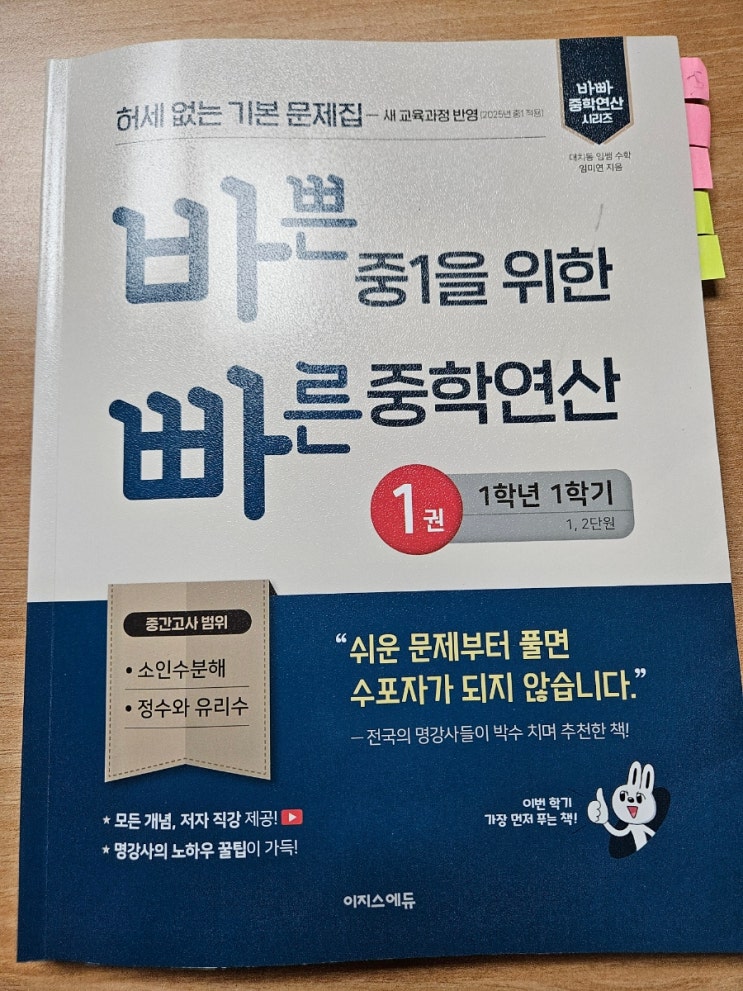 허세 없는 기본 문제집 – 새 교육과정 반영 (2025년 중1 적용)
바빠
중학연산
시리즈
대치동 임쌤 수학
임미연 지음
바쁜 중1을 위한
빠른 중학연산
1권 1학년 1학기
1, 2단원
중간고사 범위
• 소인수분해
• 정수와 유리수
“쉬운 문제부터 풀면
수포자가 되지 않습니다.”
– 전국의 명강사들이 박수 치며 추천한 책!
이번 학기
가장 먼저 푸는 책!
★ 모든 개념, 저자 직강 제공!
★ 명강사의 노하우 꿀팁이 가득!
이지스에듀